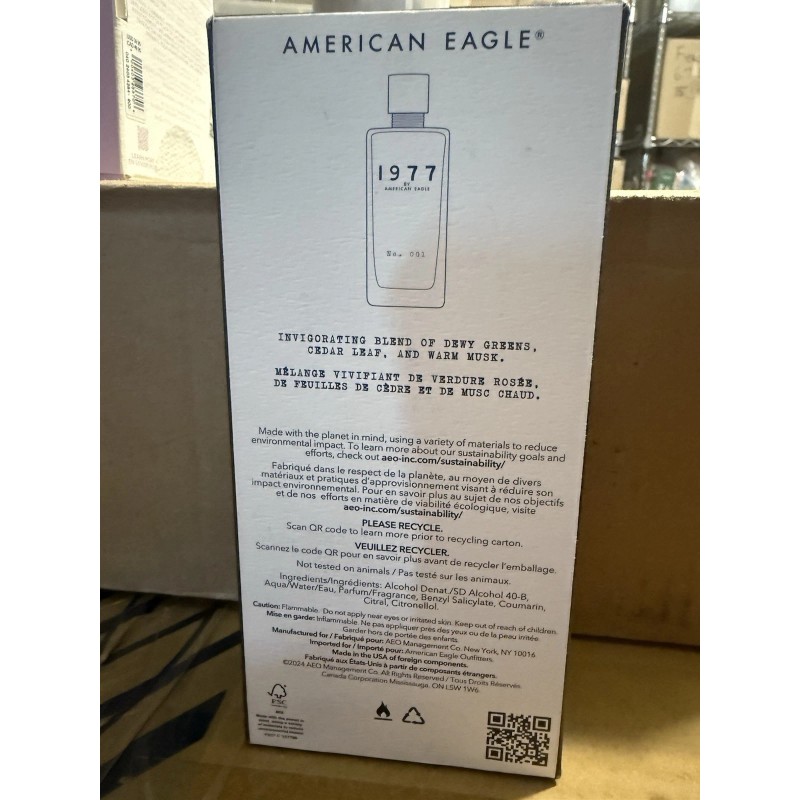 AMERICAN EAGLE®
1977
BY
AMERICAN EAGLE
No. 001
INVIGORATING BLEND OF DEWY GREENS,
CEDAR LEAF, AND WARM MUSK.
MÉLANGE VIVIFIANT DE VERDURE ROSÉE,
DE FEUILLES DE CÈDRE ET DE MUSC CHAUD.
Made with the planet in mind, using a variety of materials to reduce
environmental impact. To learn more about our sustainability goals and
efforts, check out aeo-inc.com/sustainability/
Fabriqué dans le respect de la planète, au moyen de divers
matériaux et pratiques d'approvisionnement visant à réduire son
impact environnemental. Pour en savoir plus au sujet de nos objectifs
et de nos efforts en matière de viabilité écologique, visite
aeo-inc.com/sustainability/
PLEASE RECYCLE.
Scan QR code to learn more prior to recycling carton.
VEUILLEZ RECYCLER.
Scannez le code QR pour en savoir plus avant de recycler l'emballage.
Not tested on animals / Pas testé sur les animaux.
Ingredients/Ingrédients: Alcohol Denat./SD Alcohol 40-B,
Aqua/Water/Eau, Parfum/Fragrance, Benzyl Salicylate, Coumarin,
Citral, Citronellol.
Caution: Flammable. Do not apply near eyes or irritated skin. Keep out of reach of children.
Mise en garde: Inflammable. Ne pas appliquer près des yeux ou de la peau irritée.
Garder hors de portée des enfants.
Manufactured for / Fabriqué pour: AEO Management Co. New York, NY 10016
Imported for / Importé pour: American Eagle Outfitters.
Made in the USA of foreign components.
Fabriqué aux États-Unis à partir de composants étrangers.
©2024 AEO Management Co. All Rights Reserved / Tous Droits Réservés
Canada Corporation Mississauga, ON L5W 1W6
FSC